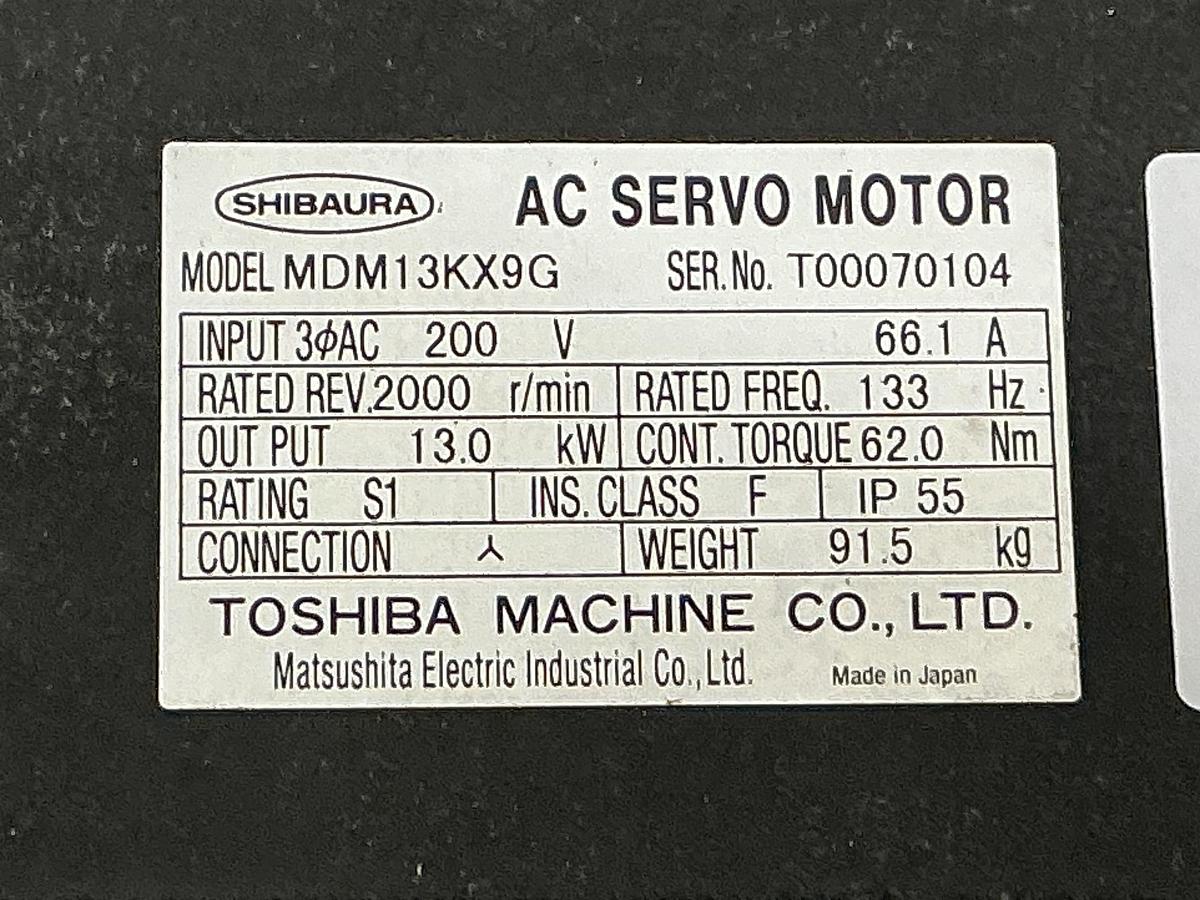 SHIBAURA AC SERVO MOTOR
MODEL MDM13KX9G SER.No. T00070104
INPUT 3ϕAC 200 V 66.1 A
RATED REV.2000 r/min RATED FREQ. 133 Hz
OUT PUT 13.0 kW CONT. TORQUE 62.0 Nm
RATING S1 INS. CLASS F IP 55
CONNECTION ⅄ WEIGHT 91.5 kg
TOSHIBA MACHINE CO., LTD.
Matsushita Electric Industrial Co., Ltd. Made in Japan